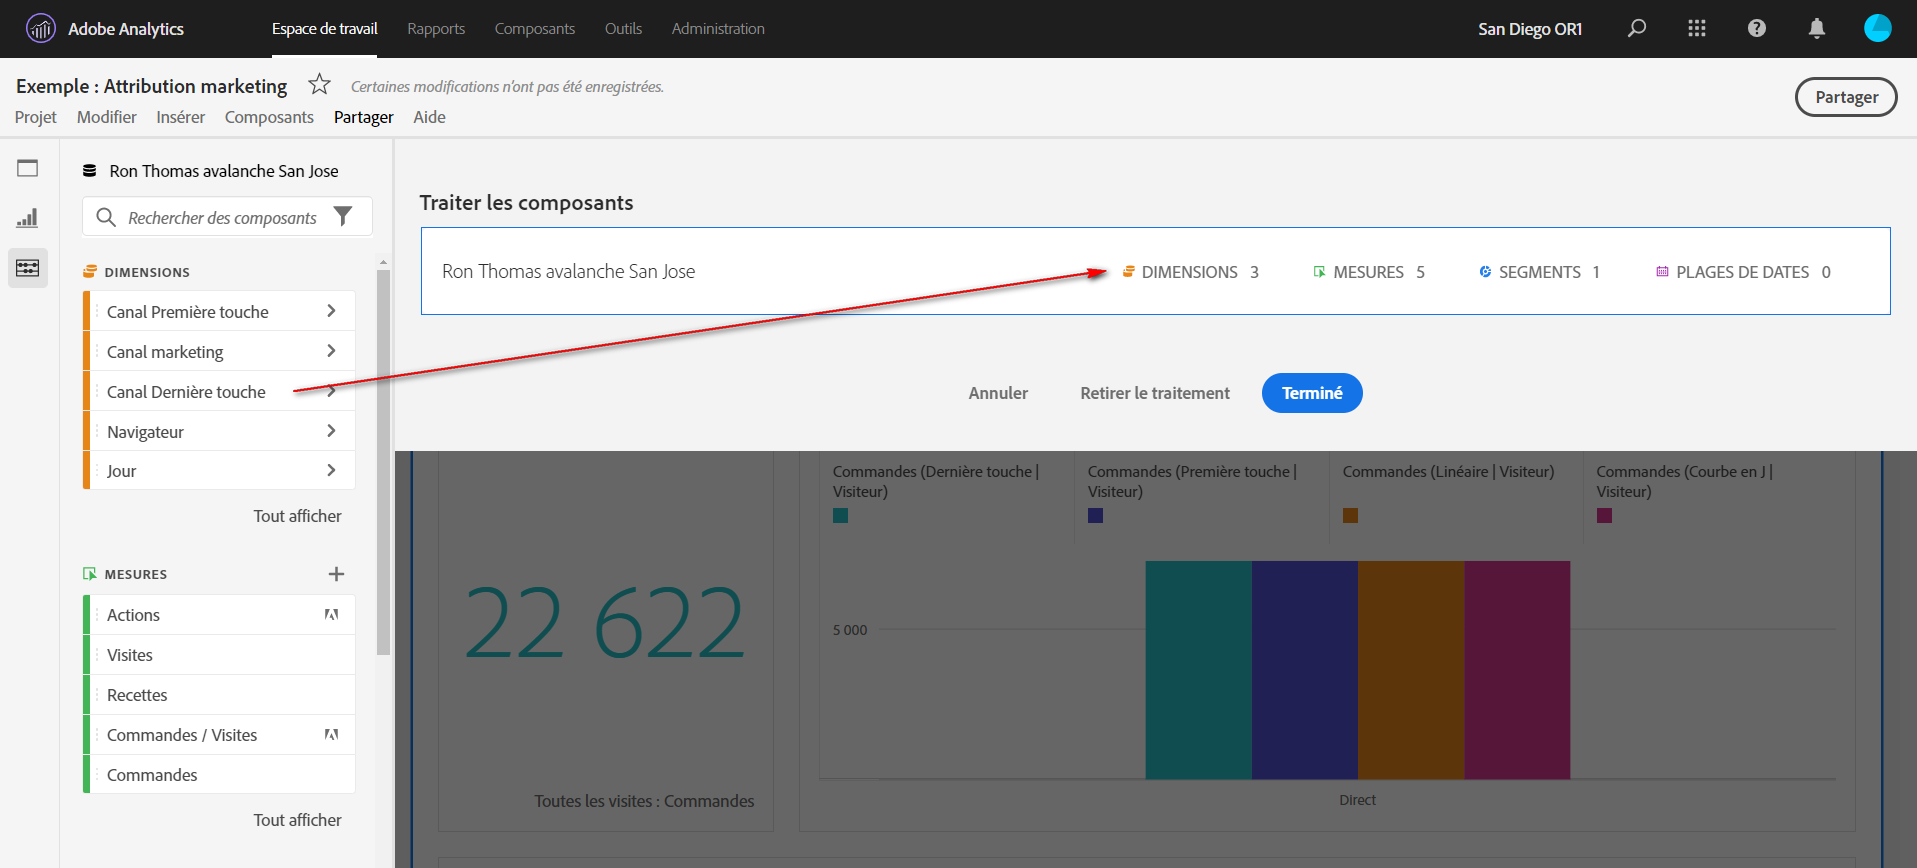 Adobe Analytics
Espace de travail
Rapports
Composants
Outils
Administration
San Diego OR1
Exemple : Attribution marketing
Certaines modifications n'ont pas été enregistrées.
Partager
Projet
Modifier
Insérer
Composants
Partager
Aide
Ron Thomas avalanche San Jose
Rechercher des composants
DIMENSIONS
Canal Première touche
Canal marketing
Canal Dernière touche
Navigateur
Jour
Tout afficher
MESURES
Actions
Visites
Recettes
Commandes / Visites
Commandes
Tout afficher
Traiter les composants
Ron Thomas avalanche San Jose
DIMENSIONS 3
MESURES 5
SEGMENTS 1
PLAGES DE DATES 0
Annuler
Retirer le traitement
Terminé
22 622
Toutes les visites : Commandes
Commandes (Dernière touche |
Visiteur)
Commandes (Première touche |
Visiteur)
Commandes (Linéaire | Visiteur)
Commandes (Courbe en J |
Visiteur)
5 000
Direct